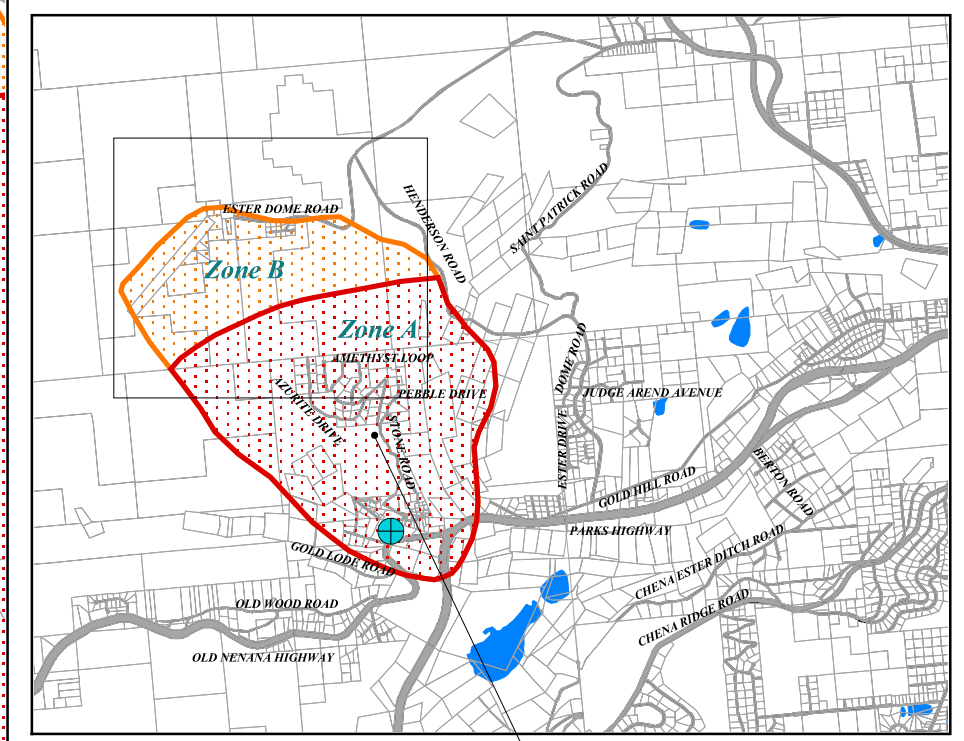 SAINT PATRICK ROAD
HENDERSON ROAD
ESTER DOME ROAD
Zone B
Zone A
AMETHYST LOOP
AZURITE DRIVE
PEBBLE DRIVE
STONE ROAD
DOME ROAD
JUDGE AREND AVENUE
ESTER DRIVE
GOLD HILL ROAD
BERTON ROAD
PARKS HIGHWAY
GOLD LODE ROAD
CHENA ESTER DITCH ROAD
CHENA RIDGE ROAD
OLD WOOD ROAD
OLD NENANA HIGHWAY